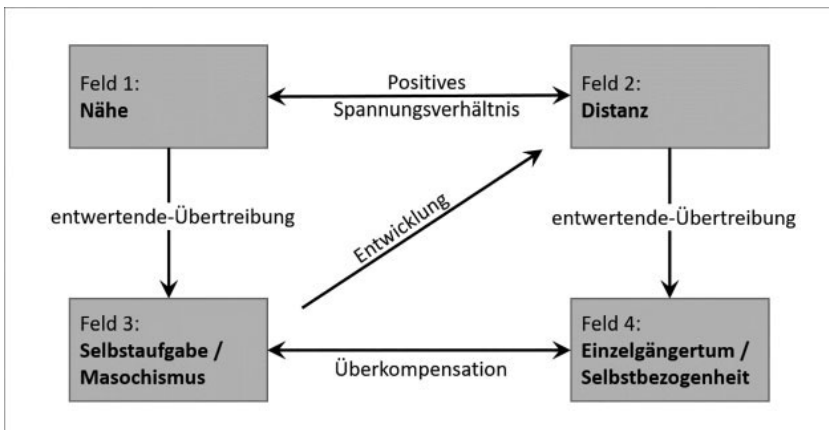 Feld 1:
Nähe
Positives
Spannungsverhältnis
Feld 2:
Distanz
entwertende-Übertreibung
Entwicklung
entwertende-Übertreibung
Feld 3:
Selbstaufgabe /
Masochismus
Überkompensation
Feld 4:
Einzelgängertum /
Selbstbezogenheit